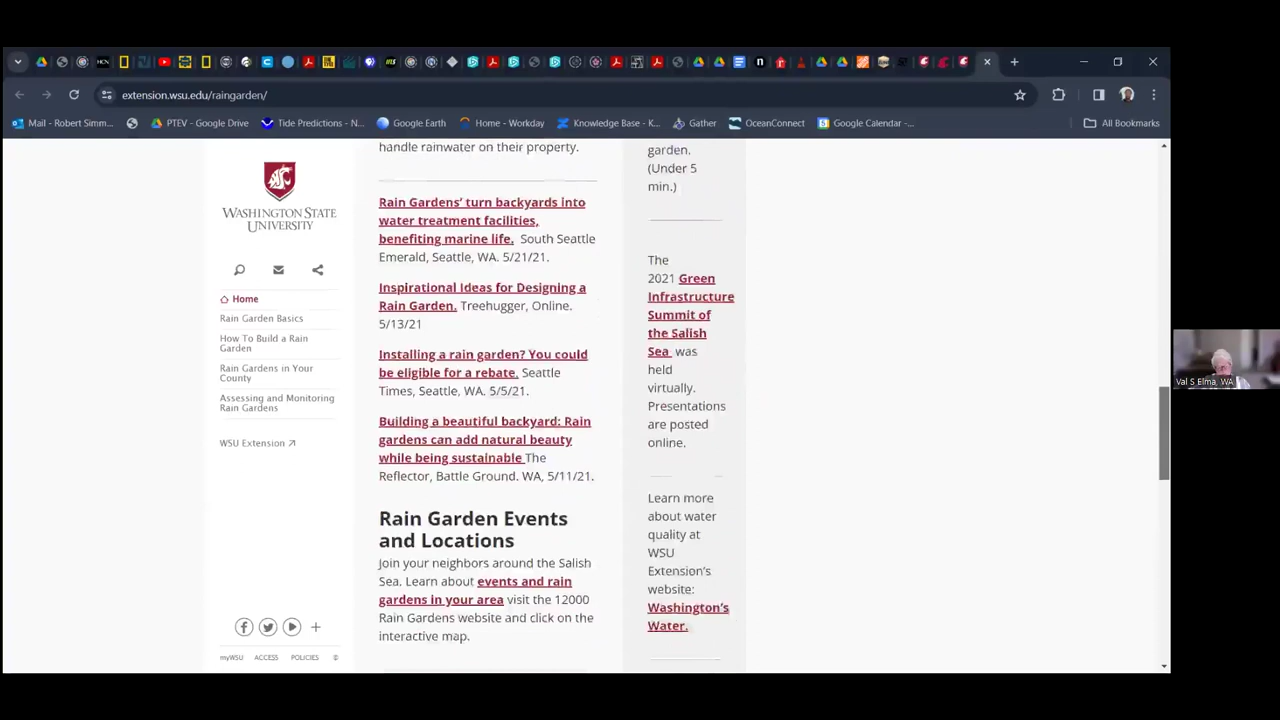 extension.wsu.edu/raingarden/
Mail - Robert Simm...
PTEV - Google Drive
Tide Predictions - N...
Google Earth
Home - Workday
Knowledge Base - K...
Gather
OceanConnect
Google Calendar -...
All Bookmarks
WASHINGTON STATE
UNIVERSITY
Home
Rain Garden Basics
How To Build a Rain
Garden
Rain Gardens in Your
County
Assessing and Monitoring
Rain Gardens
WSU Extension
myWSU
ACCESS
POLICIES
©
handle rainwater on their property.
Rain Gardens’ turn backyards into
water treatment facilities,
benefiting marine life. South Seattle
Emerald, Seattle, WA. 5/21/21.
Inspirational Ideas for Designing a
Rain Garden. Treehugger, Online.
5/13/21
Installing a rain garden? You could
be eligible for a rebate. Seattle
Times, Seattle, WA. 5/5/21.
Building a beautiful backyard: Rain
gardens can add natural beauty
while being sustainable The
Reflector, Battle Ground. WA, 5/11/21.
Rain Garden Events
and Locations
Join your neighbors around the Salish
Sea. Learn about events and rain
gardens in your area visit the 12000
Rain Gardens website and click on the
interactive map.
garden.
(Under 5
min.)
The
2021 Green
Infrastructure
Summit of
the Salish
Sea was
held
virtually.
Presentations
are posted
online.
Learn more
about water
quality at
WSU
Extension’s
website:
Washington’s
Water.
Val S Elma, WA